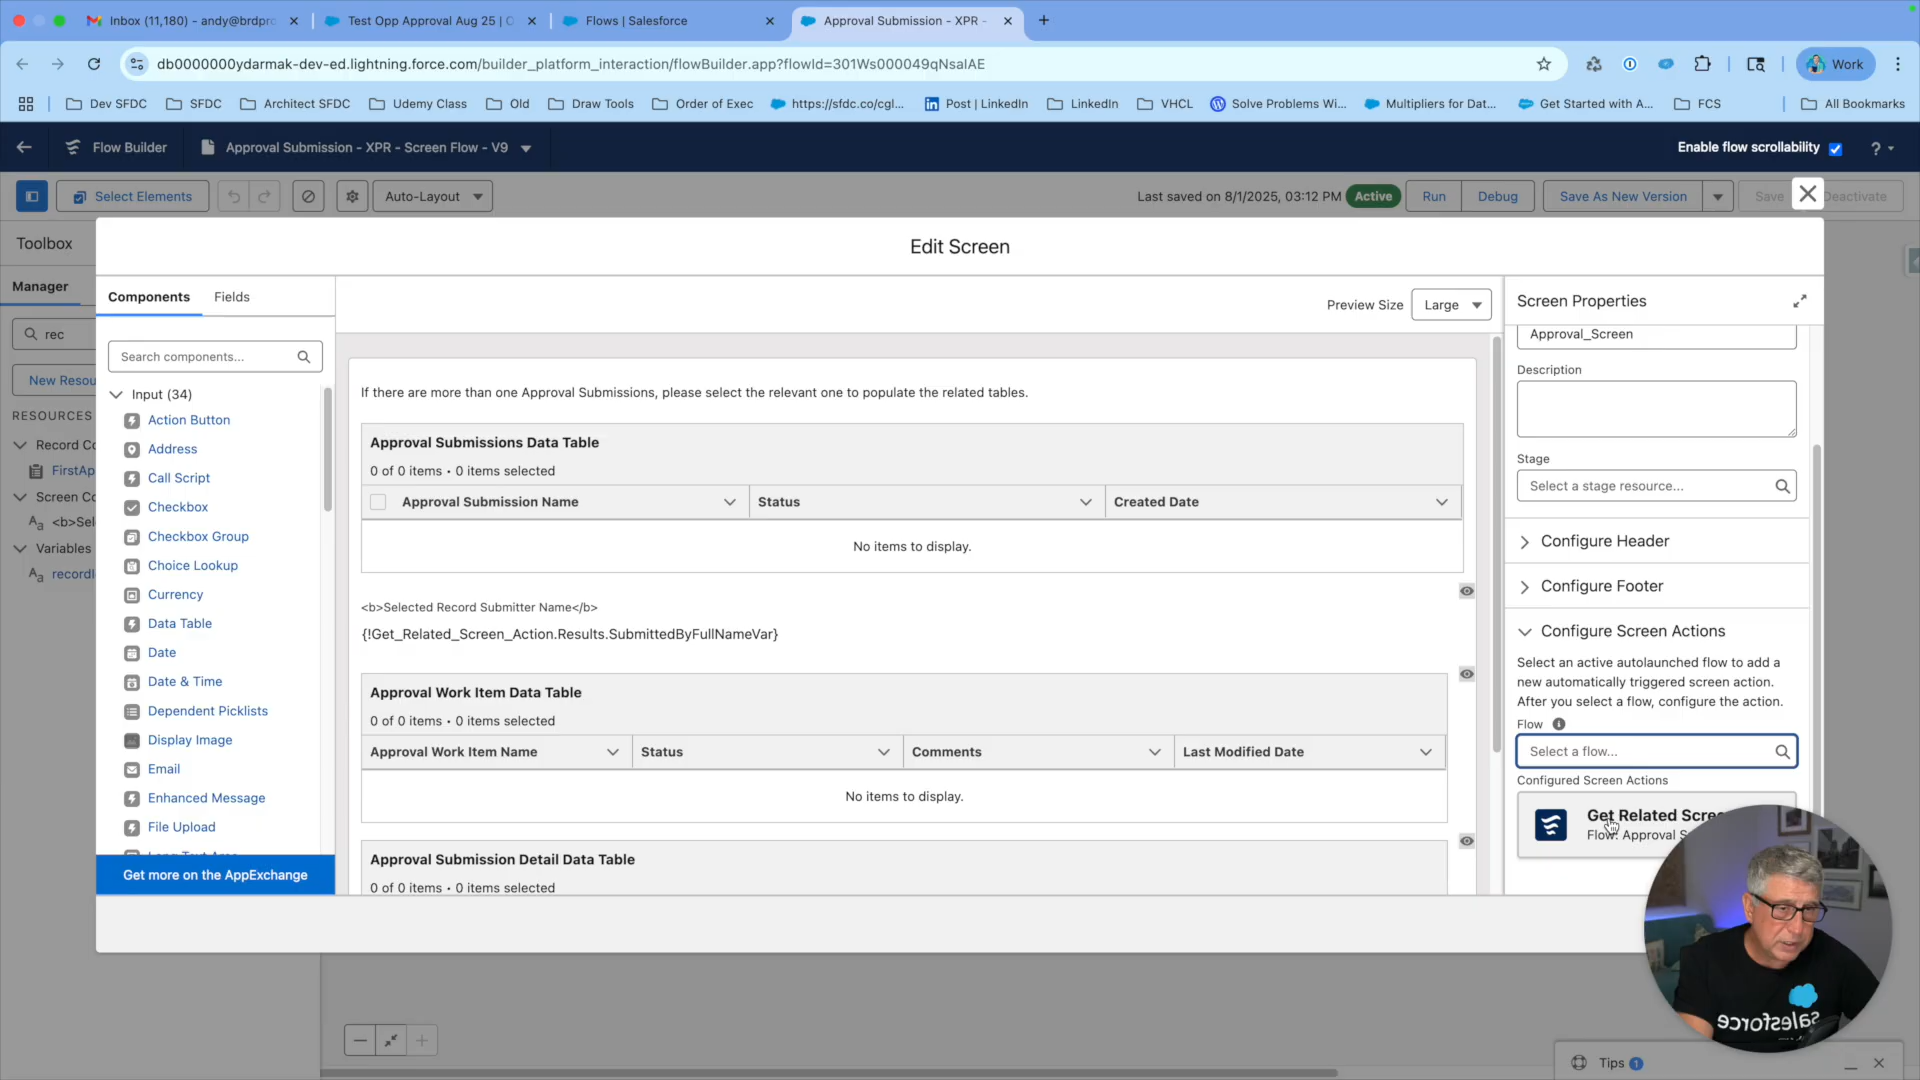 Inbox (11,180) - andy@brdpro
Test Opp Approval Aug 25 | O
Flows | Salesforce
Approval Submission - XPR -
db0000000ydarmak-dev-ed.lightning.force.com/builder_platform_interaction/flowBuilder.app?flowId=301Ws000049qNsaIAE
Work
Dev SFDC
SFDC
Architect SFDC
Udemy Class
Old
Draw Tools
Order of Exec
https://sfdc.co/cgl...
Post | LinkedIn
LinkedIn
VHCL
Solve Problems Wi...
Multipliers for Dat...
Get Started with A...
FCS
All Bookmarks
Flow Builder
Approval Submission - XPR - Screen Flow - V9
Enable flow scrollability
?
Select Elements
Auto-Layout
Last saved on 8/1/2025, 03:12 PM
Active
Run
Debug
Save As New Version
Save
Deactivate
Toolbox
Manager
rec
New Resou
RESOURCES
Record Co
FirstAp
Screen Co
<b>Sel
Variables
recordI
Edit Screen
Components
Fields
Search components...
Input (34)
Action Button
Address
Call Script
Checkbox
Checkbox Group
Choice Lookup
Currency
Data Table
Date
Date & Time
Dependent Picklists
Display Image
Email
Enhanced Message
File Upload
Get more on the AppExchange
Preview Size
Large
If there are more than one Approval Submissions, please select the relevant one to populate the related tables.
Approval Submissions Data Table
0 of 0 items • 0 items selected
Approval Submission Name
Status
Created Date
No items to display.
<b>Selected Record Submitter Name</b>
{!Get_Related_Screen_Action.Results.SubmittedByFullNameVar}
Approval Work Item Data Table
0 of 0 items • 0 items selected
Approval Work Item Name
Status
Comments
Last Modified Date
No items to display.
Approval Submission Detail Data Table
0 of 0 items • 0 items selected
Screen Properties
Approval_Screen
Description
Stage
Select a stage resource...
Configure Header
Configure Footer
Configure Screen Actions
Select an active autolaunched flow to add a
new automatically triggered screen action.
After you select a flow, configure the action.
Flow
Select a flow...
Configured Screen Actions
Get Related Scree
Flow: Approval S
salesforce
Tips 1